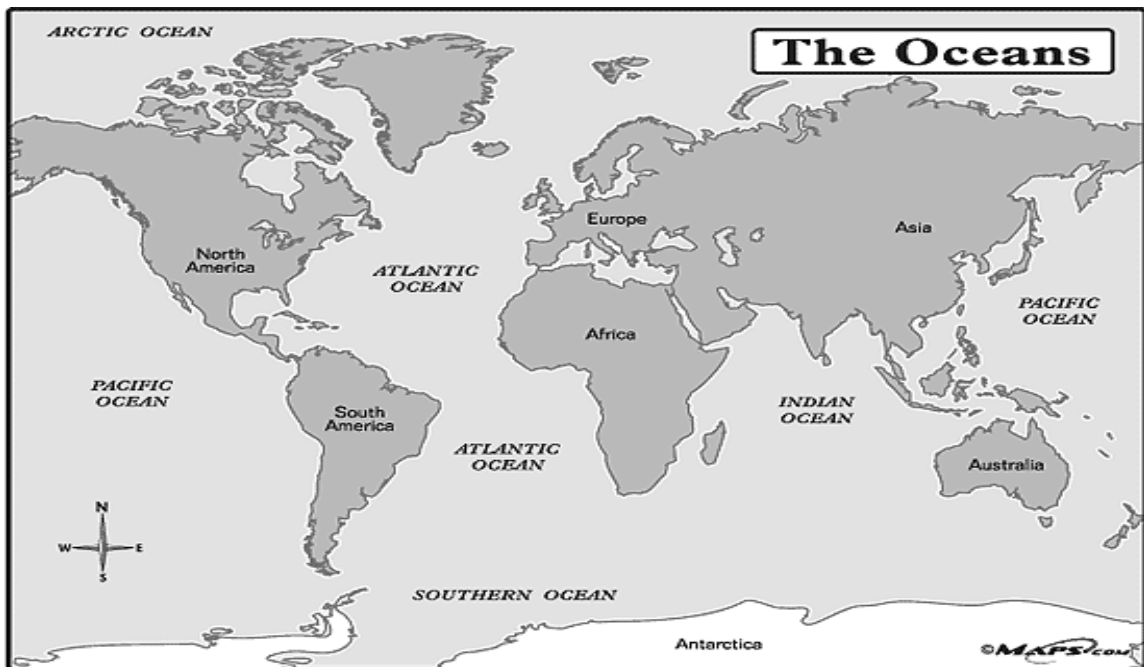 ARCTIC OCEAN
The Oceans
North
America
ATLANTIC
OCEAN
Europe
Asia
PACIFIC
OCEAN
Africa
PACIFIC
OCEAN
South
America
ATLANTIC
OCEAN
INDIAN
OCEAN
Australia
N
W E
S
SOUTHERN OCEAN
Antarctica
©MAPS.COM